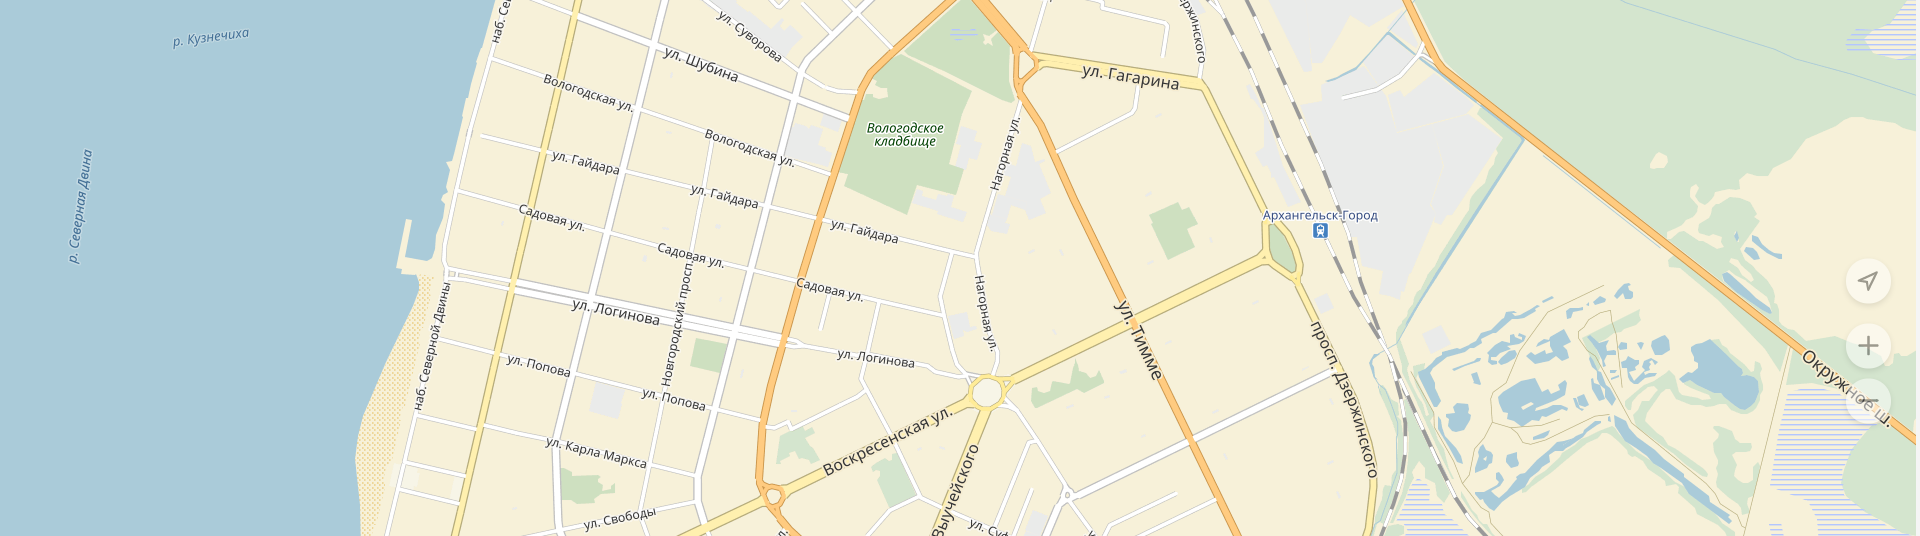 р. Кузнечиха
р. Северная Двина
наб. Сев
ул. Суворова
ул. Шубина
Вологодская ул.
Вологодская ул.
ул. Гайдара
ул. Гайдара
ул. Гайдара
Садовая ул.
Садовая ул.
Садовая ул.
Вологодское
кладбище
Нагорная ул.
Нагорная ул.
ул. Гагарина
Архангельск-Город
ул. Логинова
ул. Логинова
Новгородский просп.
наб. Северной Двины
ул. Попова
ул. Попова
ул. Карла Маркса
ул. Свободы
Воскресенская ул.
Выучейского
ул. Тимме
просп. Дзержинского
Окружное ш.